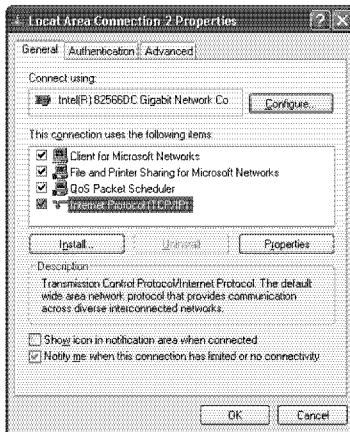 Local Area Connection 2 Properties
General Authentication Advanced
Connect using:
Intel(R) 82566DC Gigabit Network Co
Configure...
This connection uses the following items:
Client for Microsoft Networks
File and Printer Sharing for Microsoft Networks
QoS Packet Scheduler
Internet Protocol (TCP/IP)
Install... Uninstall Properties
Description
Transmission Control Protocol/Internet Protocol. The default
wide area network protocol that provides communication
across diverse interconnected networks.
Show icon in notification area when connected
Notify me when this connection has limited or no connectivity
OK Cancel